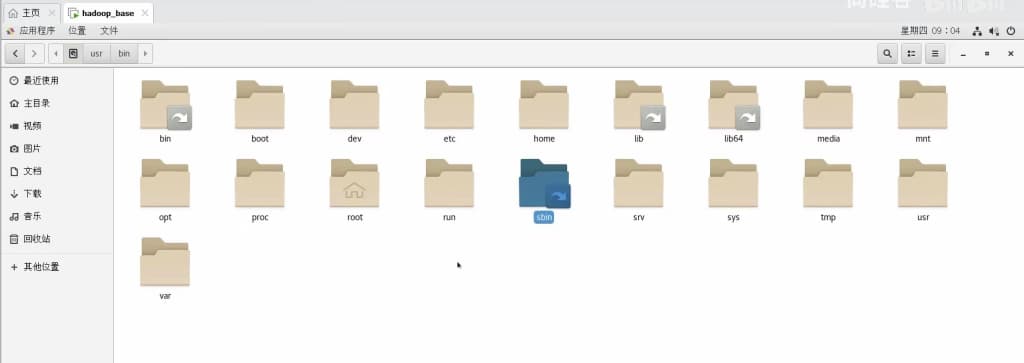 主页 hadoop_base
应用程序 位置 文件 星期四 09：04
usr bin
最近使用
主目录
视频
图片
文档
下载
音乐
回收站
其他位置
bin boot dev etc home lib lib64 media mnt
opt proc root run sbin srv sys tmp usr
var